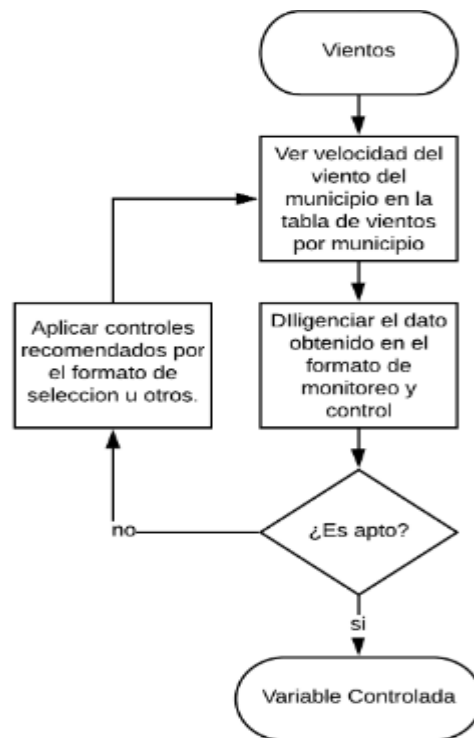 Vientos
Ver velocidad del
viento del
municipio en la
tabla de vientos
por municipio
Aplicar controles
recomendados por
el formato de
seleccion u otros.
DIligenciar el dato
obtenido en el
formato de
monitoreo y
control
¿Es apto?
no
si
Variable Controlada